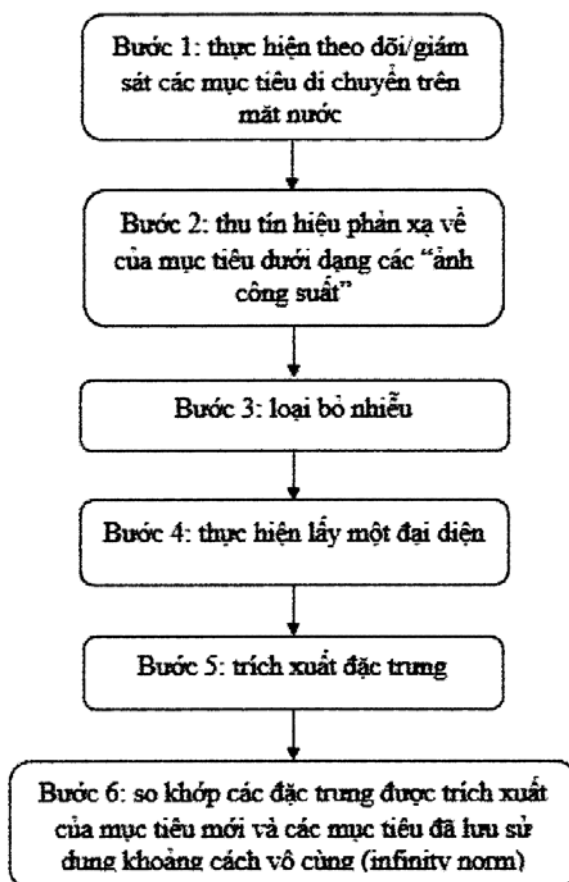 Bước 1: thực hiện theo dõi/giám
sát các mục tiêu di chuyển trên
mặt nước
Bước 2: thu tín hiệu phản xạ về
của mục tiêu dưới dạng các “ảnh
công suất”
Bước 3: loại bỏ nhiễu
Bước 4: thực hiện lấy một đại diện
Bước 5: trích xuất đặc trưng
Bước 6: so khớp các đặc trưng được trích xuất
của mục tiêu mới và các mục tiêu đã lưu sử
dụng khoảng cách vô cùng (infinity norm)